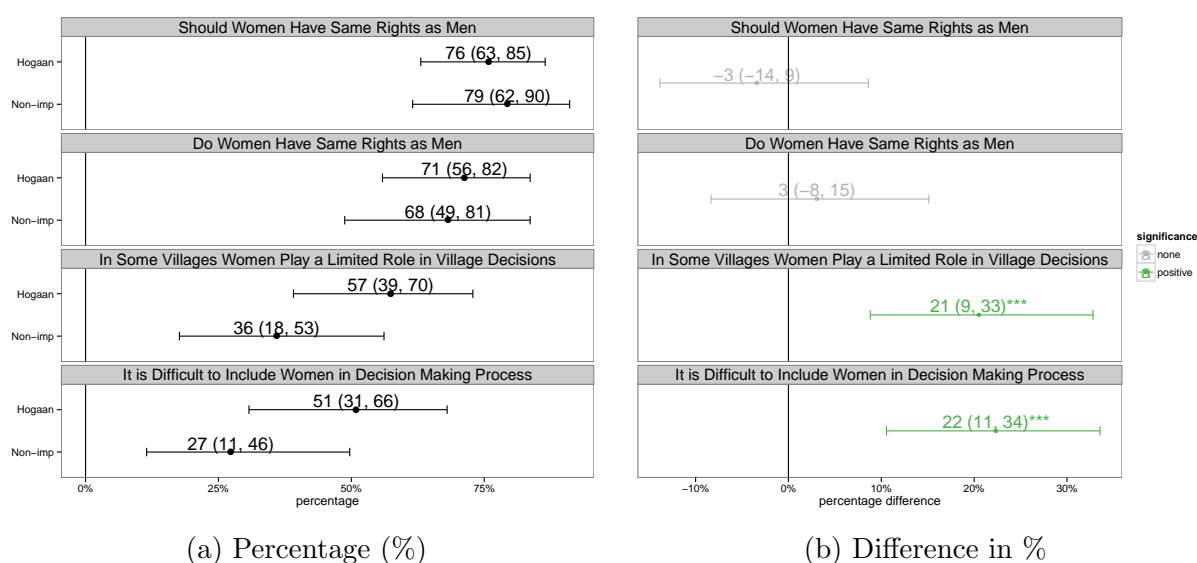 Should Women Have Same Rights as Men
Hogaan
76 (63, 85)
Non−imp
79 (62, 90)
Do Women Have Same Rights as Men
Hogaan
71 (56, 82)
Non−imp
68 (49, 81)
In Some Villages Women Play a Limited Role in Village Decisions
Hogaan
57 (39, 70)
Non−imp
36 (18, 53)
It is Difficult to Include Women in Decision Making Process
Hogaan
51 (31, 66)
Non−imp
27 (11, 46)
0% 25% 50% 75%
percentage
(a) Percentage (%)
Should Women Have Same Rights as Men
−3 (−14, 9)
Do Women Have Same Rights as Men
3 (−8, 15)
In Some Villages Women Play a Limited Role in Village Decisions
21 (9, 33)***
It is Difficult to Include Women in Decision Making Process
22 (11, 34)***
−10% 0% 10% 20% 30%
percentage difference
significance
a none
a positive
(b) Difference in %